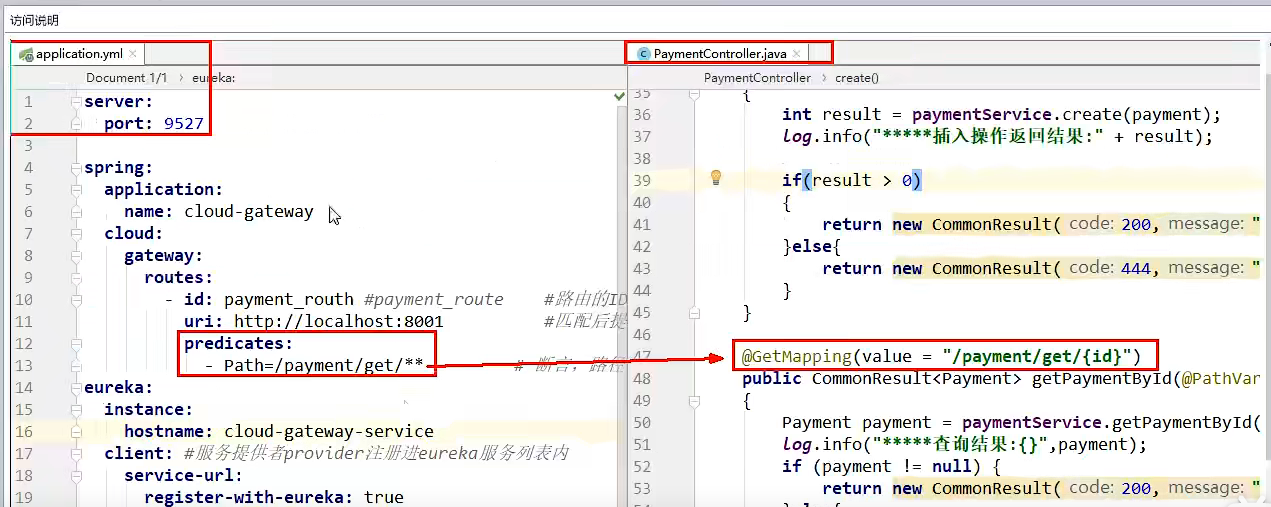 访问说明
application.yml
Document 1/1 › eureka:
1 server:
2 port: 9527
3
4 spring:
5 application:
6 name: cloud-gateway
7 cloud:
8 gateway:
9 routes:
10 - id: payment_routh #payment_route #路由的ID
11 uri: http://localhost:8001 #匹配后提
12 predicates:
13 - Path=/payment/get/** # 断言，路径
14 eureka:
15 instance:
16 hostname: cloud-gateway-service
17 client: #服务提供者provider注册进eureka服务列表内
18 service-url:
19 register-with-eureka: true
PaymentController.java
PaymentController › create()
35 {
36 int result = paymentService.create(payment);
37 log.info("*****插入操作返回结果:" + result);
38
39 if(result > 0)
40 {
41 return new CommonResult( code: 200, message: "
42 }else{
43 return new CommonResult( code: 444, message: "
44 }
45 }
46
47 @GetMapping(value = "/payment/get/{id}")
48 public CommonResult<Payment> getPaymentById(@PathVar
49 {
50 Payment payment = paymentService.getPaymentById(
51 log.info("*****查询结果:{}",payment);
52 if (payment != null) {
53 return new CommonResult( code: 200, message: "